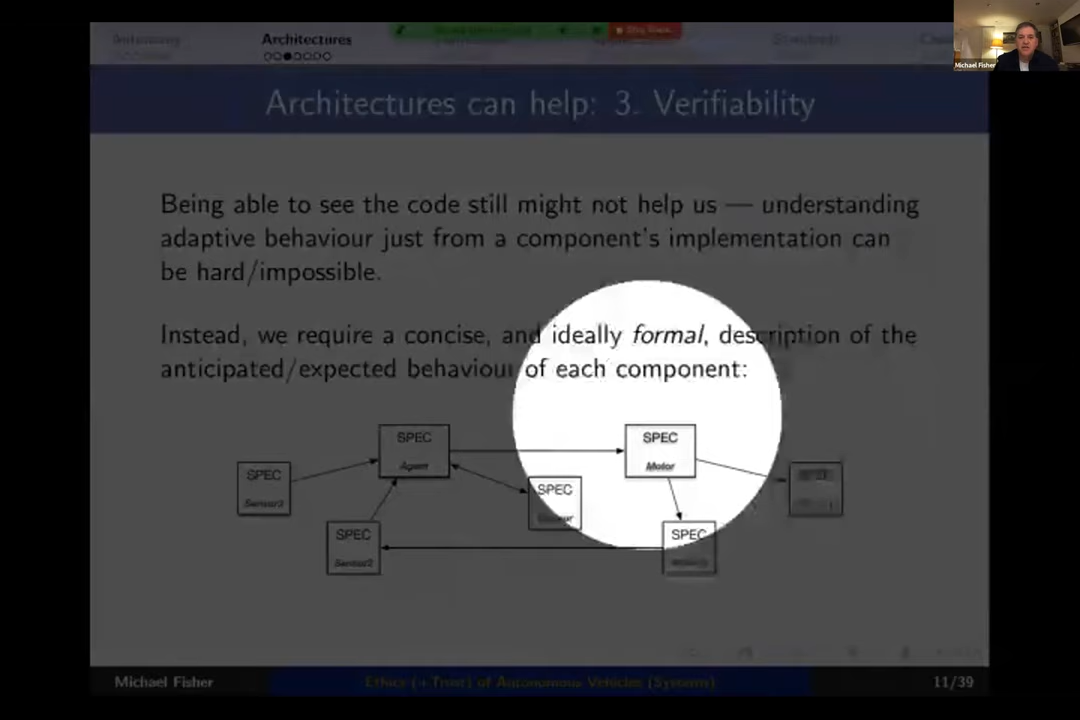 Autonomy
Architectures
Standards
Michael Fisher
Architectures can help: 3. Verifiability
Being able to see the code still might not help us — understanding
adaptive behaviour just from a component's implementation can
be hard/impossible.
Instead, we require a concise, and ideally formal, description of the
anticipated/expected behaviour of each component:
SPEC
Agent
SPEC
Motor
SPEC
SPEC
SPEC
SPEC
Sensor2
SPEC
Michael Fisher
Ethics (+ Trust) of Autonomous Vehicles (Systems)
11/39